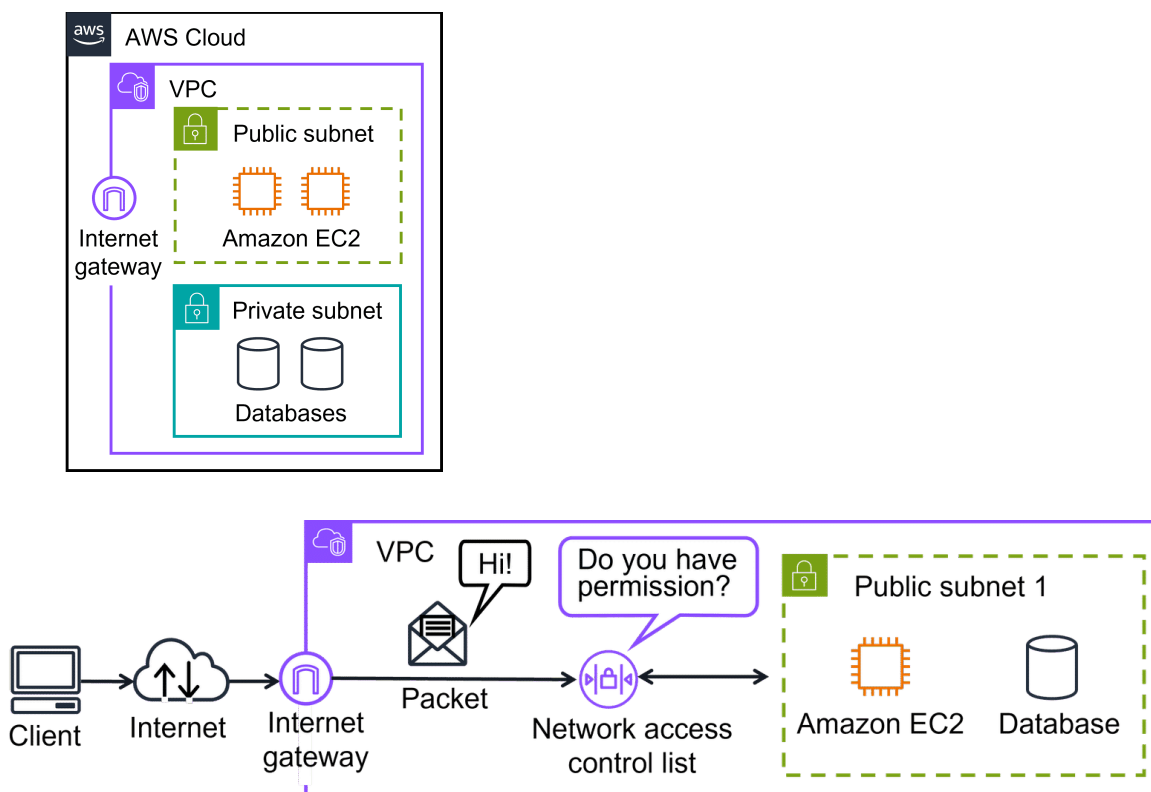 aws
AWS Cloud
VPC
Public subnet
Amazon EC2
Internet
gateway
Private subnet
Databases
VPC
Hi!
Do you have
permission?
Public subnet 1
Client
Internet
Internet
gateway
Packet
Network access
control list
Amazon EC2
Database